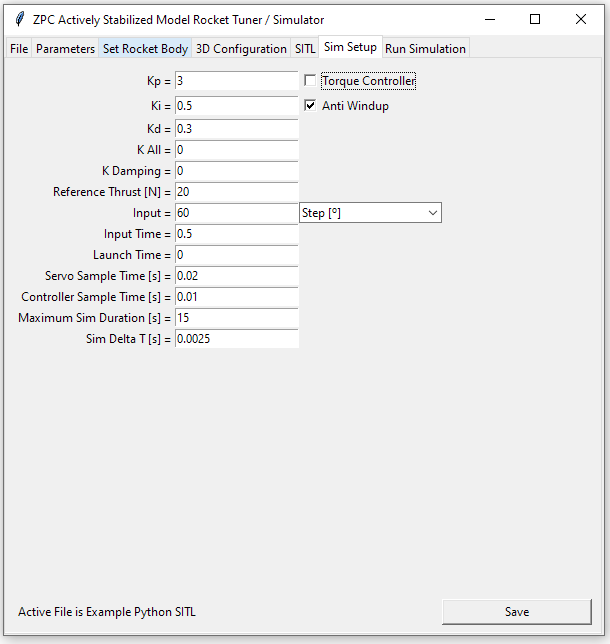 ZPC Actively Stabilized Model Rocket Tuner / Simulator
File Parameters Set Rocket Body 3D Configuration SITL Sim Setup Run Simulation
Kp = 3 Torque Controller
Ki = 0.5 Anti Windup
Kd = 0.3
K All = 0
K Damping = 0
Reference Thrust [N] = 20
Input = 60 Step [º]
Input Time = 0.5
Launch Time = 0
Servo Sample Time [s] = 0.02
Controller Sample Time [s] = 0.01
Maximum Sim Duration [s] = 15
Sim Delta T [s] = 0.0025
Active File is Example Python SITL Save